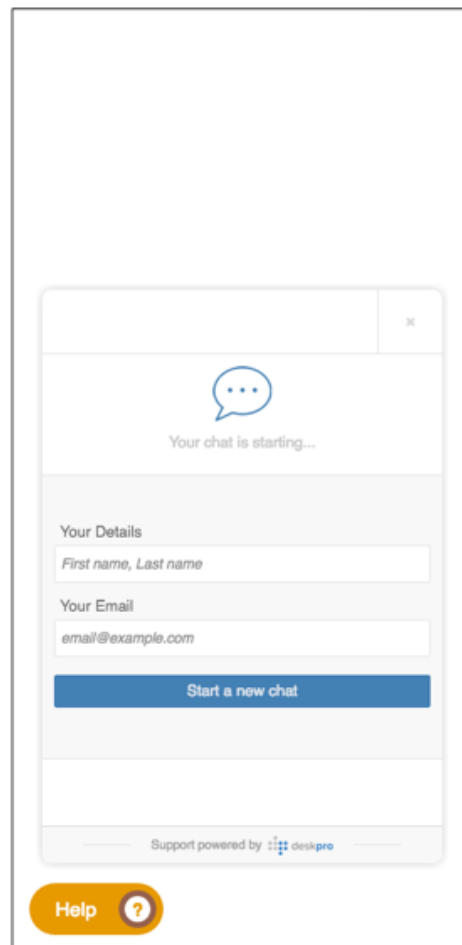 ×
Your chat is starting...
Your Details
First name, Last name
Your Email
email@example.com
Start a new chat
Support powered by deskpro
Help ?